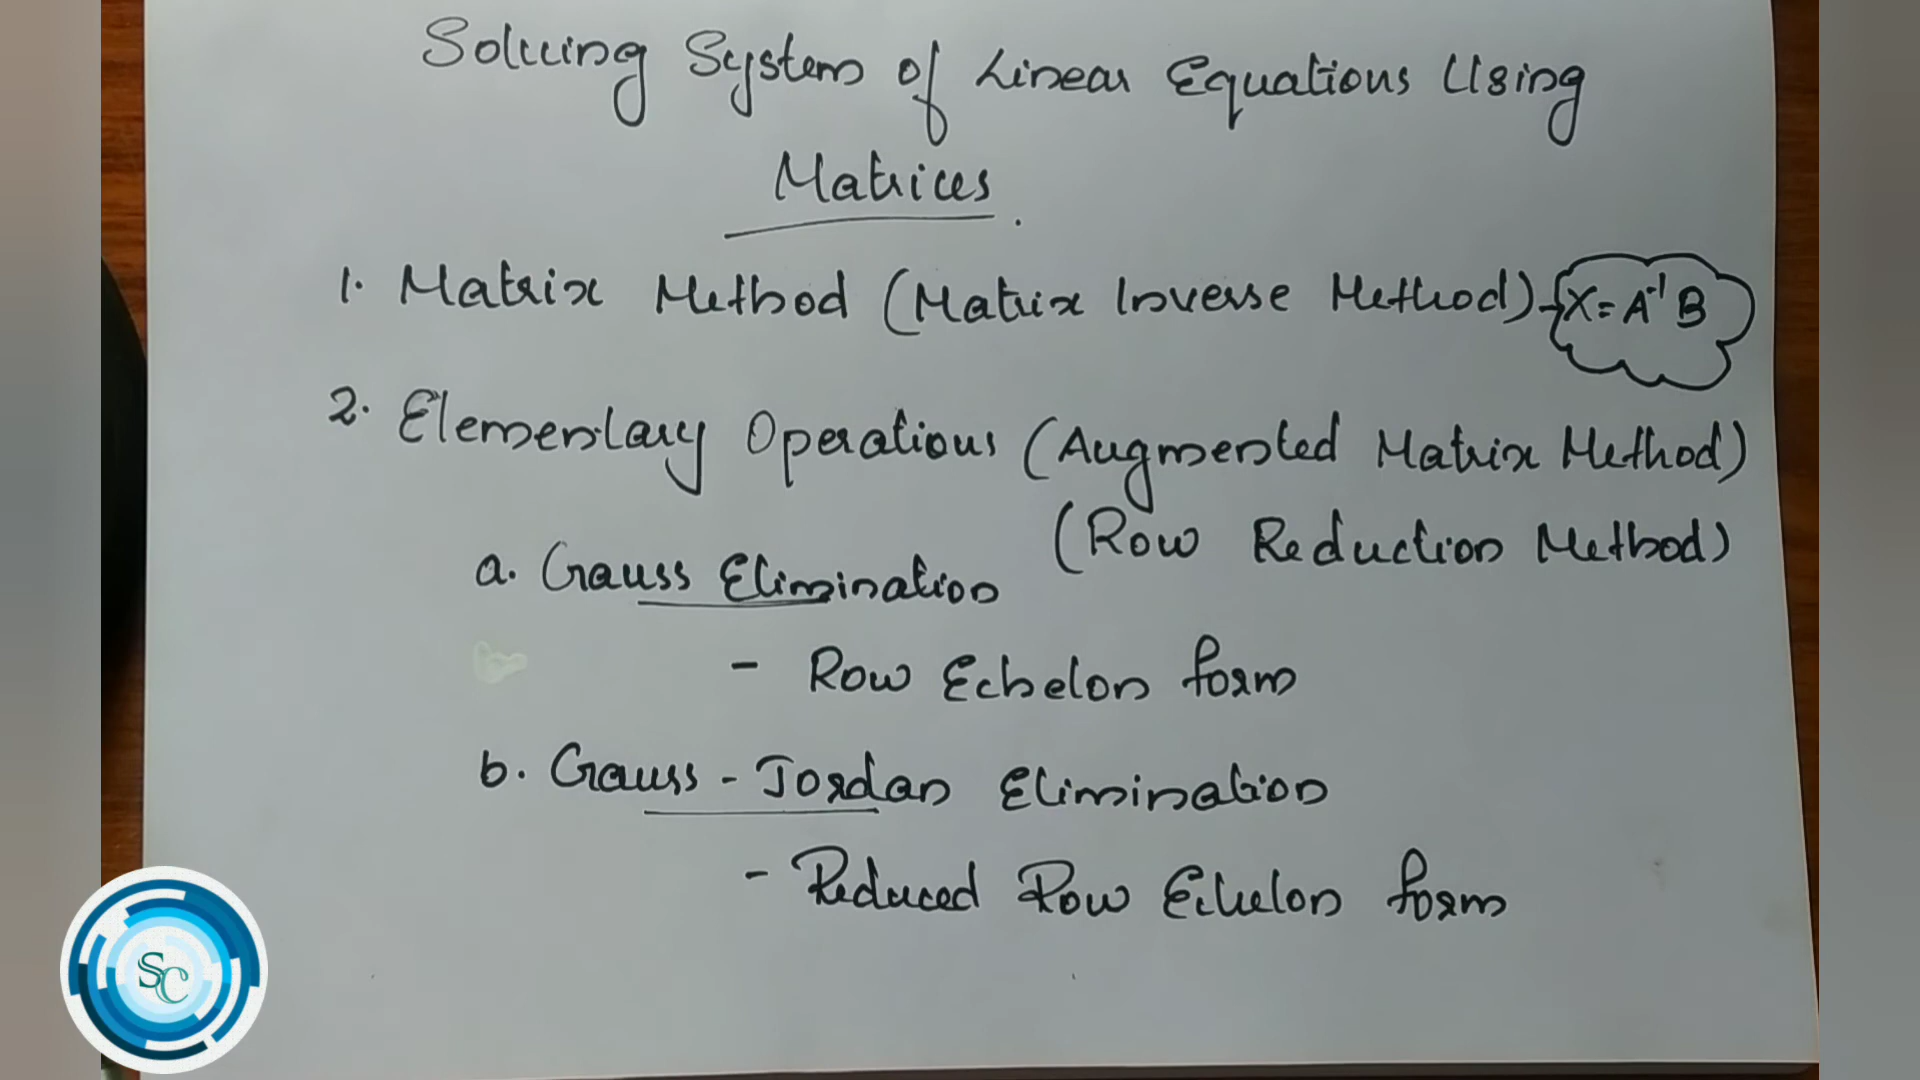 Solving System of Linear Equations Using
Matrices.
1. Matrix Method (Matrix Inverse Method) - X = A⁻¹ B
2. Elementary Operations (Augmented Matrix Method)
(Row Reduction Method)
a. Gauss Elimination
- Row Echelon form
b. Gauss - Jordan Elimination
- Reduced Row Echelon form
SC